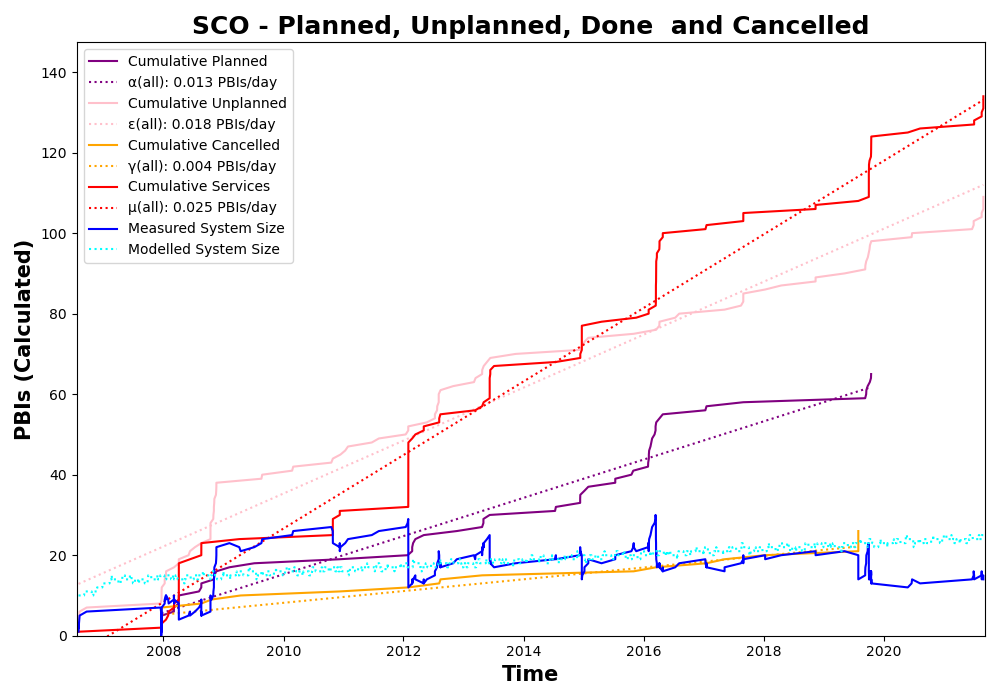 SCO - Planned, Unplanned, Done  and Cancelled
PBIs (Calculated)
140
120
100
80
60
40
20
0
Cumulative Planned
α(all): 0.013 PBIs/day
Cumulative Unplanned
ε(all): 0.018 PBIs/day
Cumulative Cancelled
γ(all): 0.004 PBIs/day
Cumulative Services
μ(all): 0.025 PBIs/day
Measured System Size
Modelled System Size
2008 2010 2012 2014 2016 2018 2020
Time